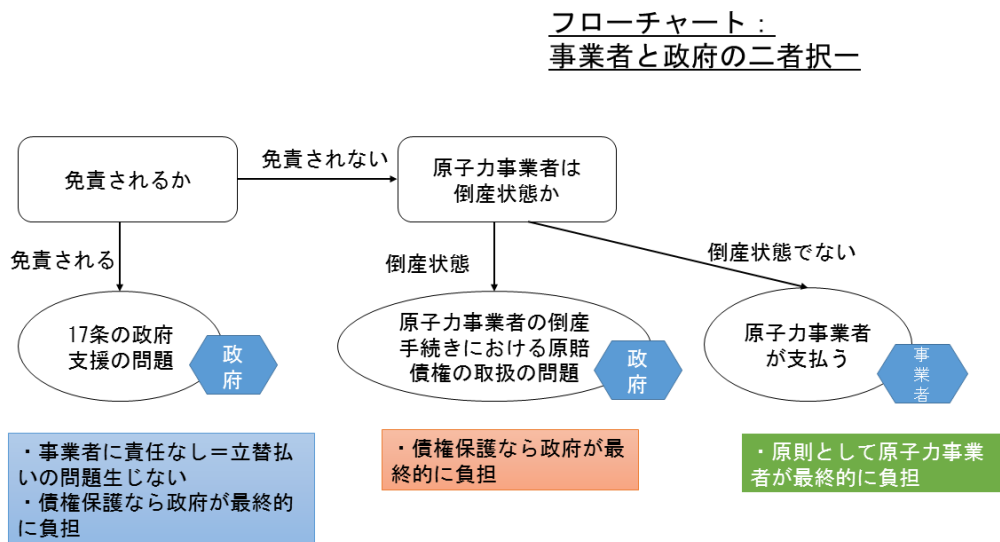 フローチャート：
事業者と政府の二者択一
免責されるか
免責されない
原子力事業者は
倒産状態か
免責される
倒産状態
倒産状態でない
17条の政府
支援の問題
政
府
原子力事業者の倒産
手続きにおける原賠
債権の取扱の問題
政
府
原子力事業者
が支払う
事
業
者
・事業者に責任なし＝立替払
いの問題生じない
・債権保護なら政府が最終的
に負担
・債権保護なら政府が最
終的に負担
・原則として原子力事業
者が最終的に負担